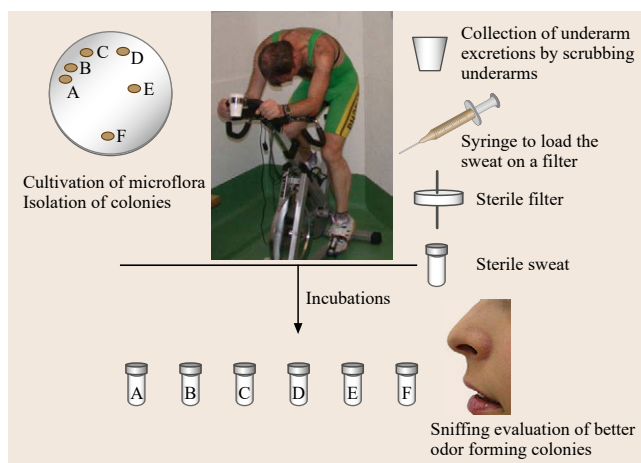 A
B
C
D
E
F
Cultivation of microflora
Isolation of colonies
Collection of underarm
excretions by scrubbing
underarms
Syringe to load the
sweat on a filter
Sterile filter
Sterile sweat
Incubations
A B C D E F
Sniffing evaluation of better
odor forming colonies